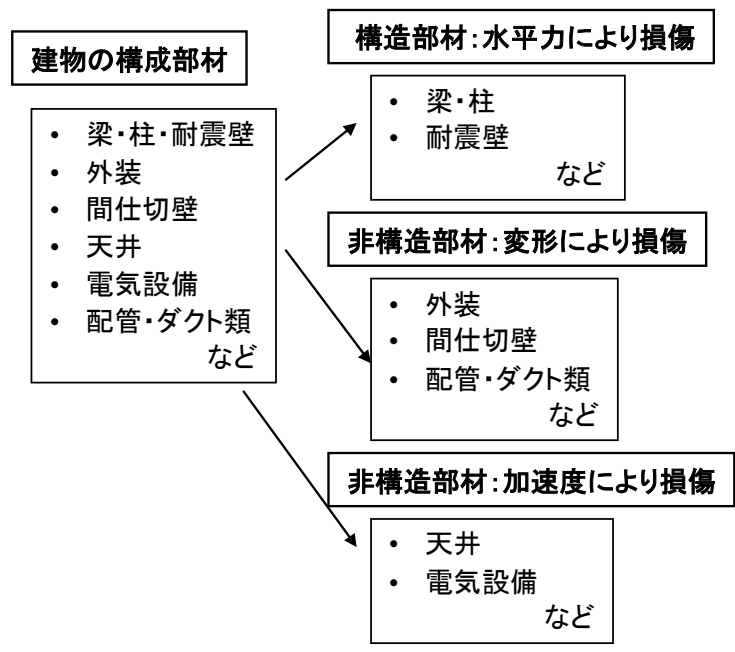 建物の構成部材
• 梁・柱・耐震壁
• 外装
• 間仕切壁
• 天井
• 電気設備
• 配管・ダクト類
など
構造部材：水平力により損傷
• 梁・柱
• 耐震壁
など
非構造部材：変形により損傷
• 外装
• 間仕切壁
• 配管・ダクト類
など
非構造部材：加速度により損傷
• 天井
• 電気設備
など